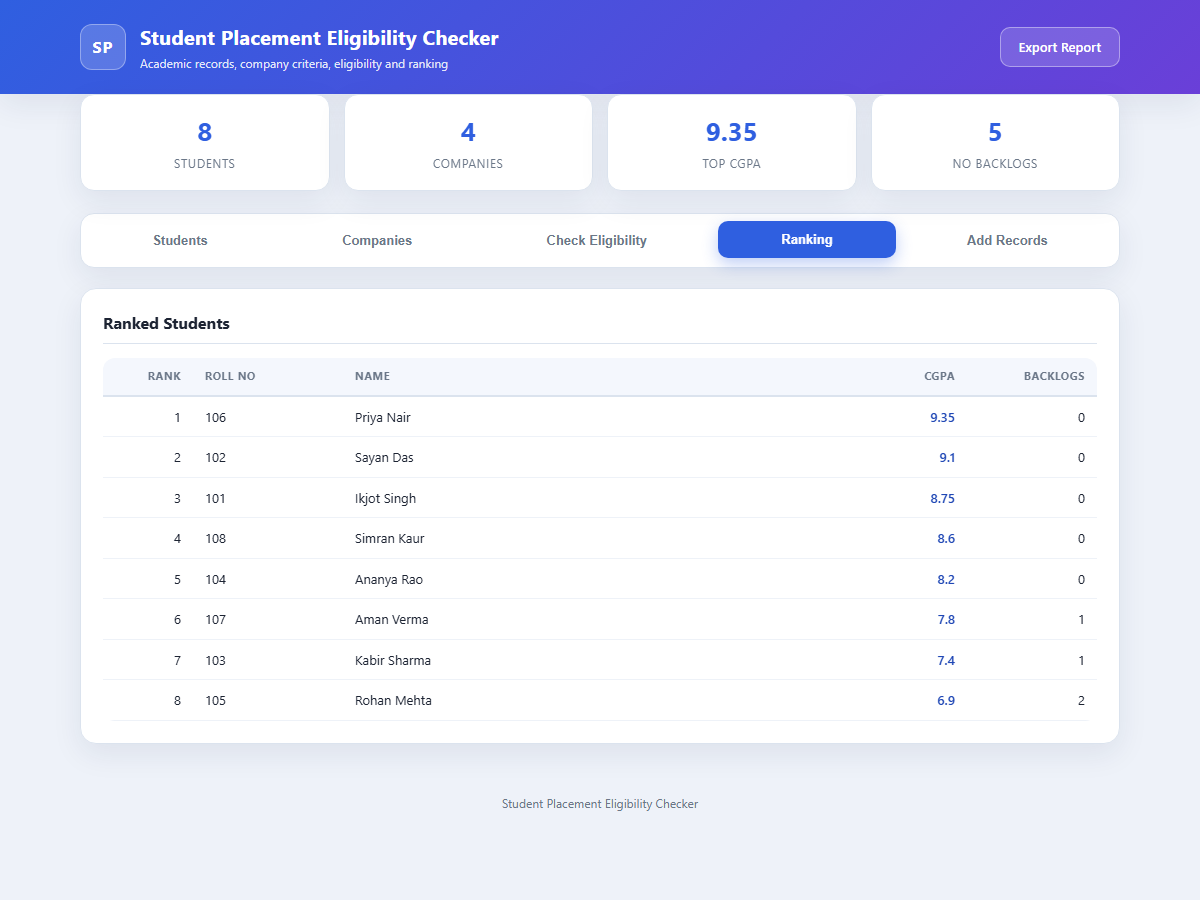 SP
Student Placement Eligibility Checker
Academic records, company criteria, eligibility and ranking
Export Report
8
STUDENTS
4
COMPANIES
9.35
TOP CGPA
5
NO BACKLOGS
Students Companies Check Eligibility Ranking Add Records
Ranked Students
RANK ROLL NO NAME CGPA BACKLOGS
1 106 Priya Nair 9.35 0
2 102 Sayan Das 9.1 0
3 101 Ikjot Singh 8.75 0
4 108 Simran Kaur 8.6 0
5 104 Ananya Rao 8.2 0
6 107 Aman Verma 7.8 1
7 103 Kabir Sharma 7.4 1
8 105 Rohan Mehta 6.9 2
Student Placement Eligibility Checker